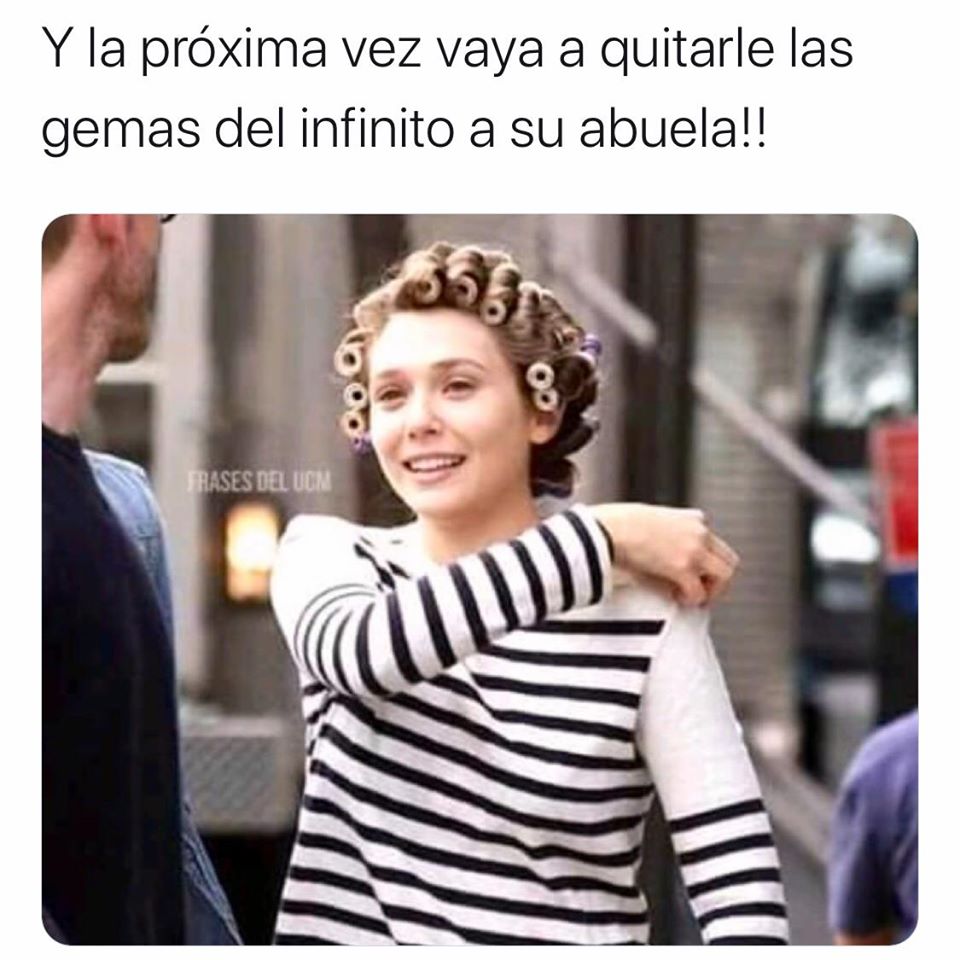 Y la próxima vez vaya a quitarle las
gemas del infinito a su abuela!!
FRASES DEL UCM